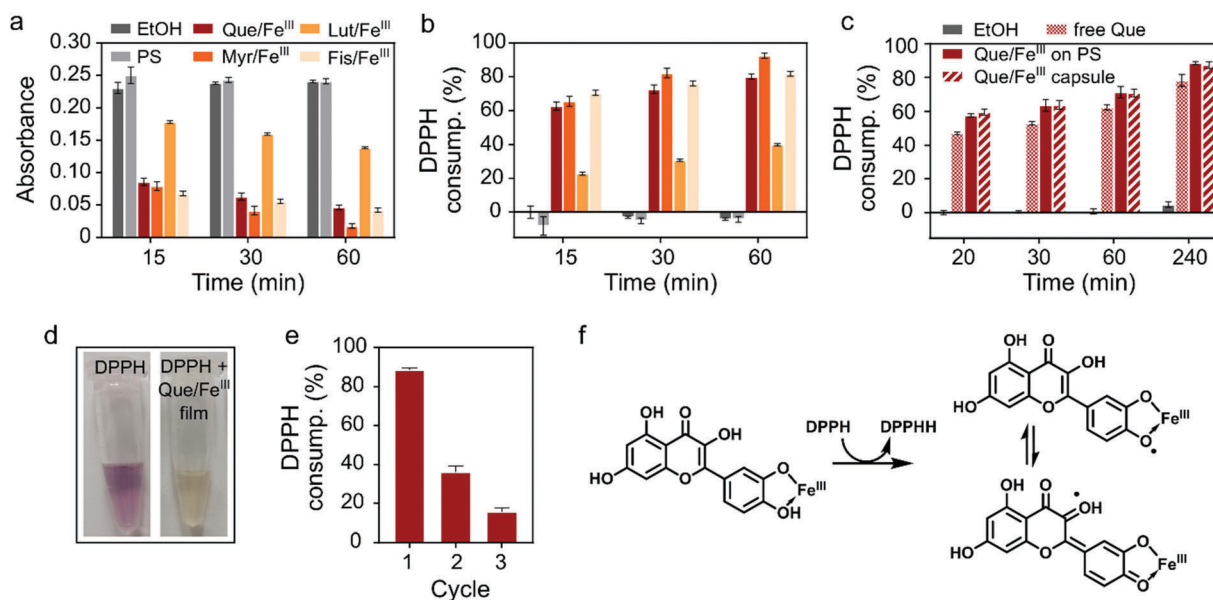 a
EtOH
Que/Fe^III
Lut/Fe^III
PS
Myr/Fe^III
Fis/Fe^III
Absorbance
0.30
0.25
0.20
0.15
0.10
0.05
0
15
30
60
Time (min)
b
DPPH
consump. (%)
100
80
60
40
20
0
15
30
60
Time (min)
c
EtOH
free Que
Que/Fe^III on PS
Que/Fe^III capsule
DPPH
consump. (%)
100
80
60
40
20
0
20
30
60
240
Time (min)
d
DPPH
DPPH +
Que/Fe^III
film
e
DPPH
consump. (%)
100
80
60
40
20
0
1
2
3
Cycle
f
OH
O
OH
HO
O
O
Fe^III
OH
DPPH
DPPHH
OH
O
OH
HO
O
O
Fe^III
O
OH
O
OH
HO
O
O
Fe^III
O